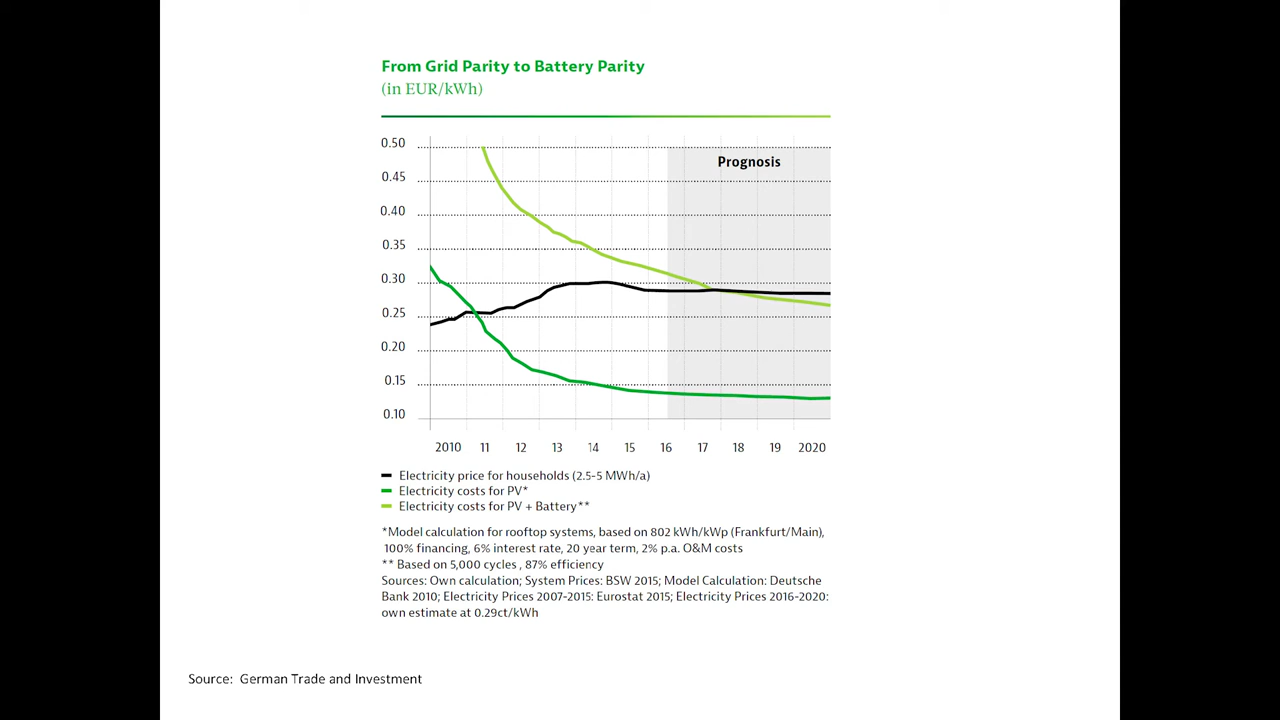 From Grid Parity to Battery Parity
(in EUR/kWh)
0.50
Prognosis
0.45
0.40
0.35
0.30
0.25
0.20
0.15
0.10
2010 11 12 13 14 15 16 17 18 19 2020
Electricity price for households (2.5-5 MWh/a)
Electricity costs for PV*
Electricity costs for PV + Battery**
*Model calculation for rooftop systems, based on 802 kWh/kWp (Frankfurt/Main),
100% financing, 6% interest rate, 20 year term, 2% p.a. O&M costs
** Based on 5,000 cycles , 87% efficiency
Sources: Own calculation; System Prices: BSW 2015; Model Calculation: Deutsche
Bank 2010; Electricity Prices 2007-2015: Eurostat 2015; Electricity Prices 2016-2020:
own estimate at 0.29ct/kWh
Source: German Trade and Investment